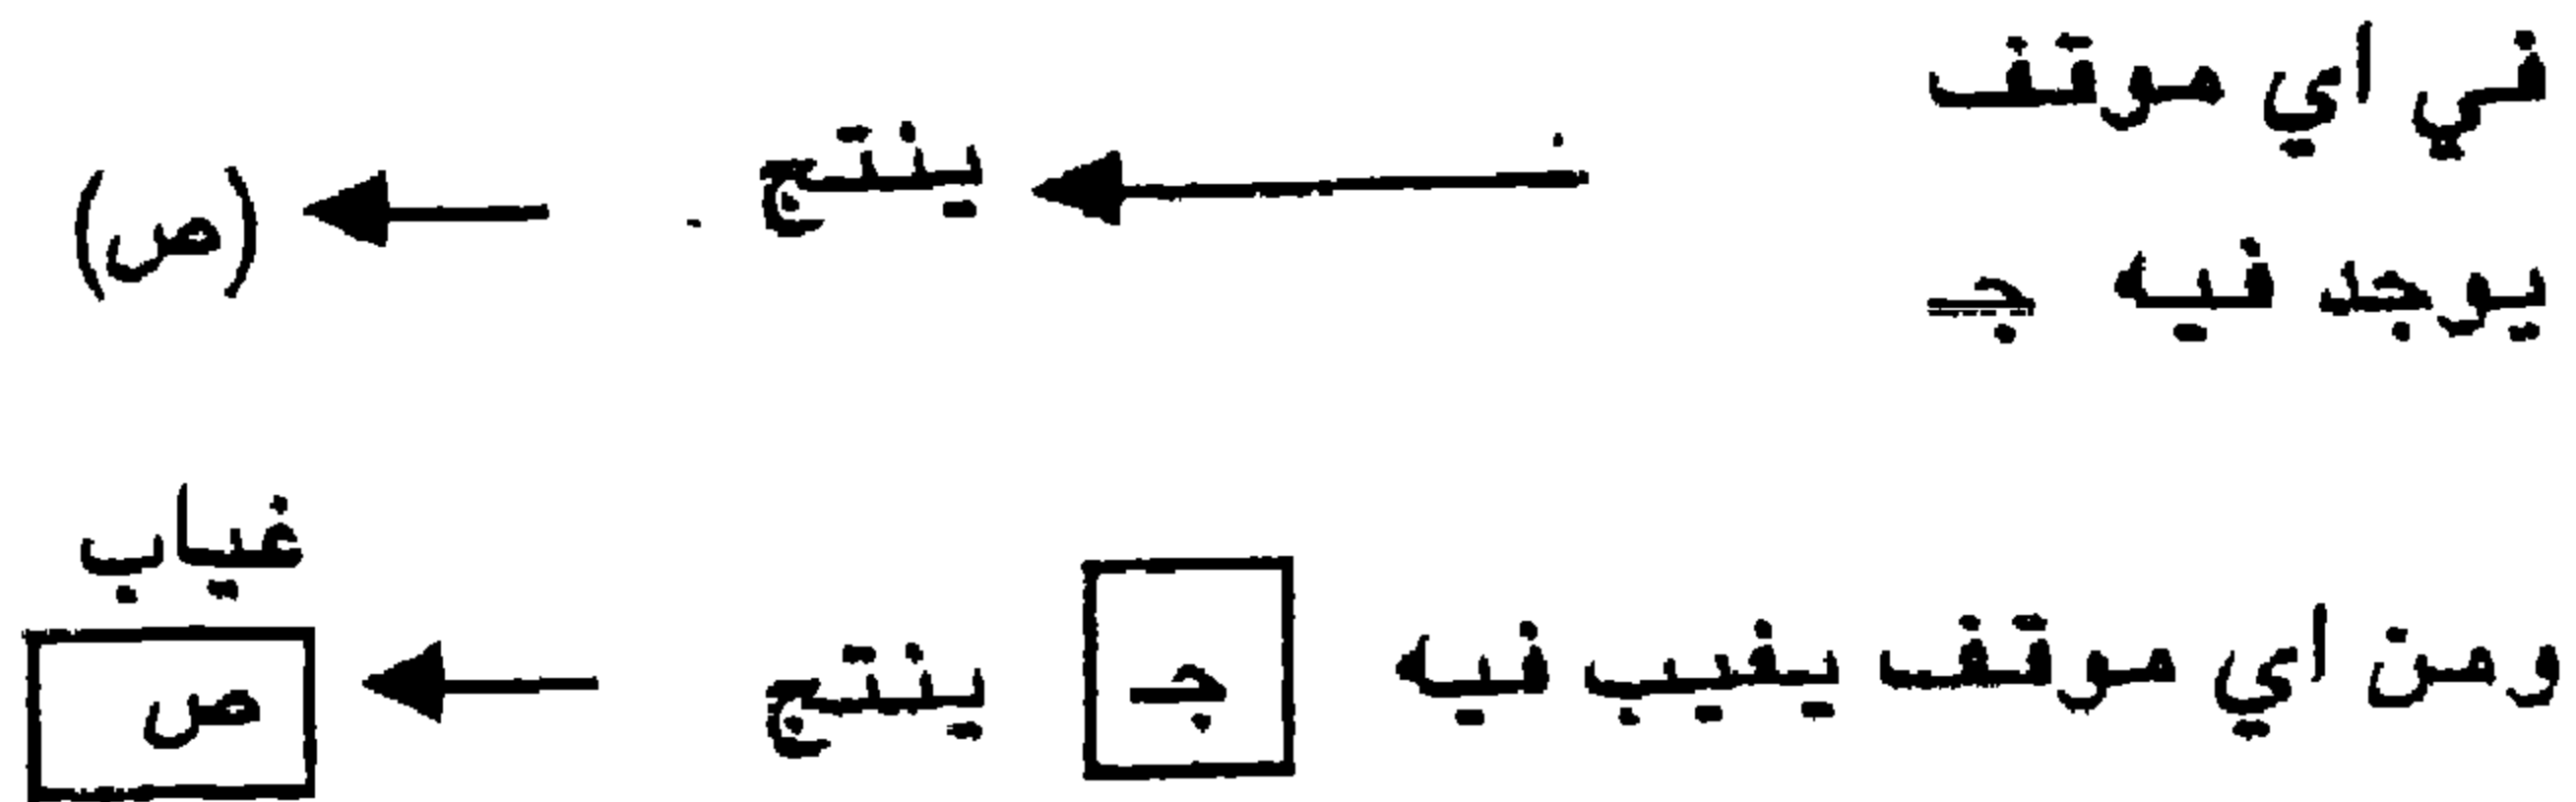 في اي موقف
ينتج
(ص)
يوجد فيه جـ
غياب
ومن اي موقف يغيب فيه جـ ينتج ص